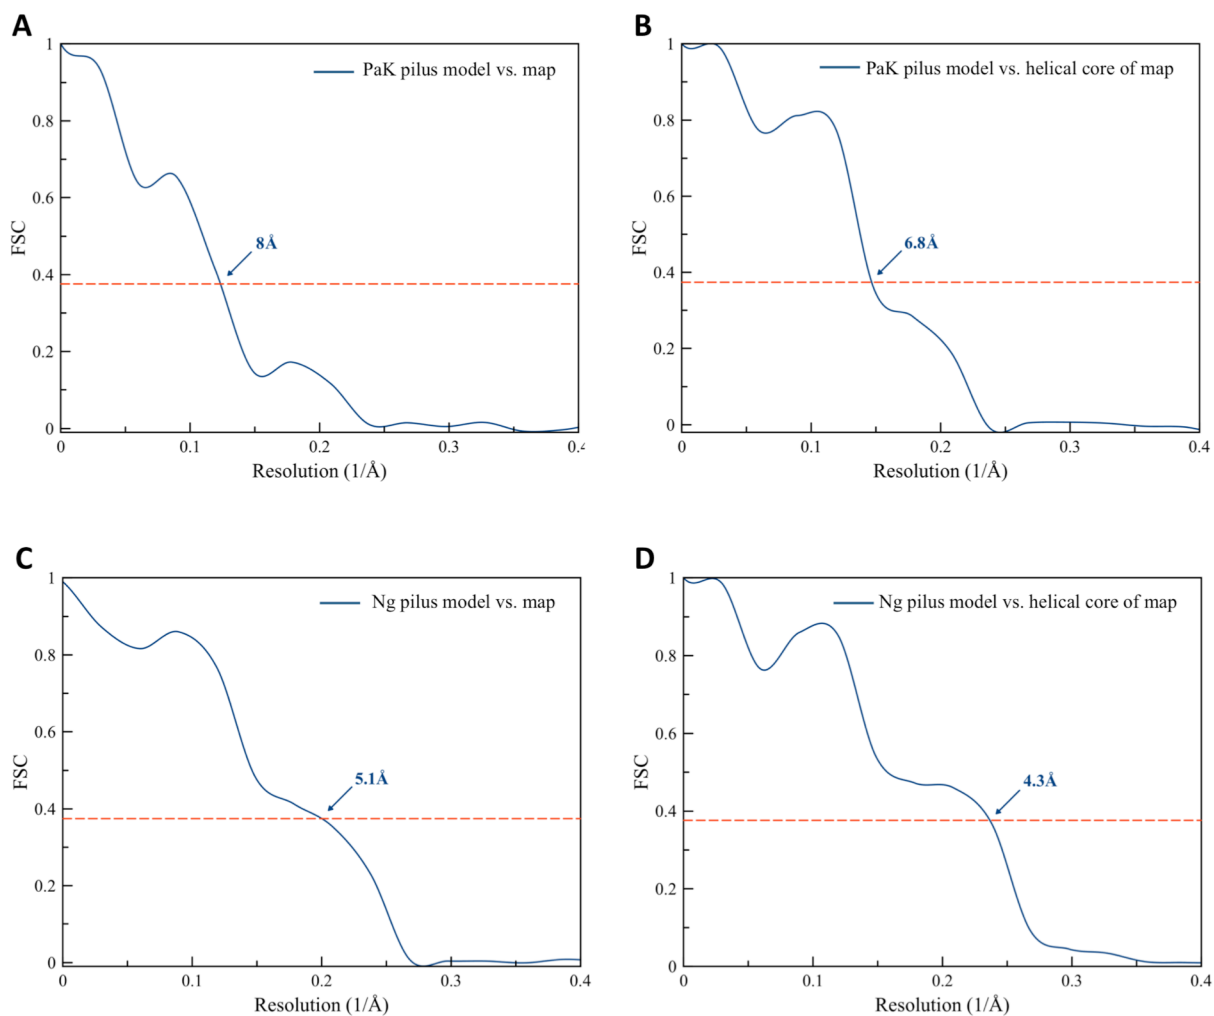 A
PaK pilus model vs. map
1
0.8
0.6
0.4
0.2
0
FSC
8Å
0
0.1
0.2
0.3
0.4
Resolution (1/Å)
B
PaK pilus model vs. helical core of map
1
0.8
0.6
0.4
0.2
0
FSC
6.8Å
0
0.1
0.2
0.3
0.4
Resolution (1/Å)
C
Ng pilus model vs. map
1
0.8
0.6
0.4
0.2
0
FSC
5.1Å
0
0.1
0.2
0.3
0.4
Resolution (1/Å)
D
Ng pilus model vs. helical core of map
1
0.8
0.6
0.4
0.2
0
FSC
4.3Å
0
0.1
0.2
0.3
0.4
Resolution (1/Å)